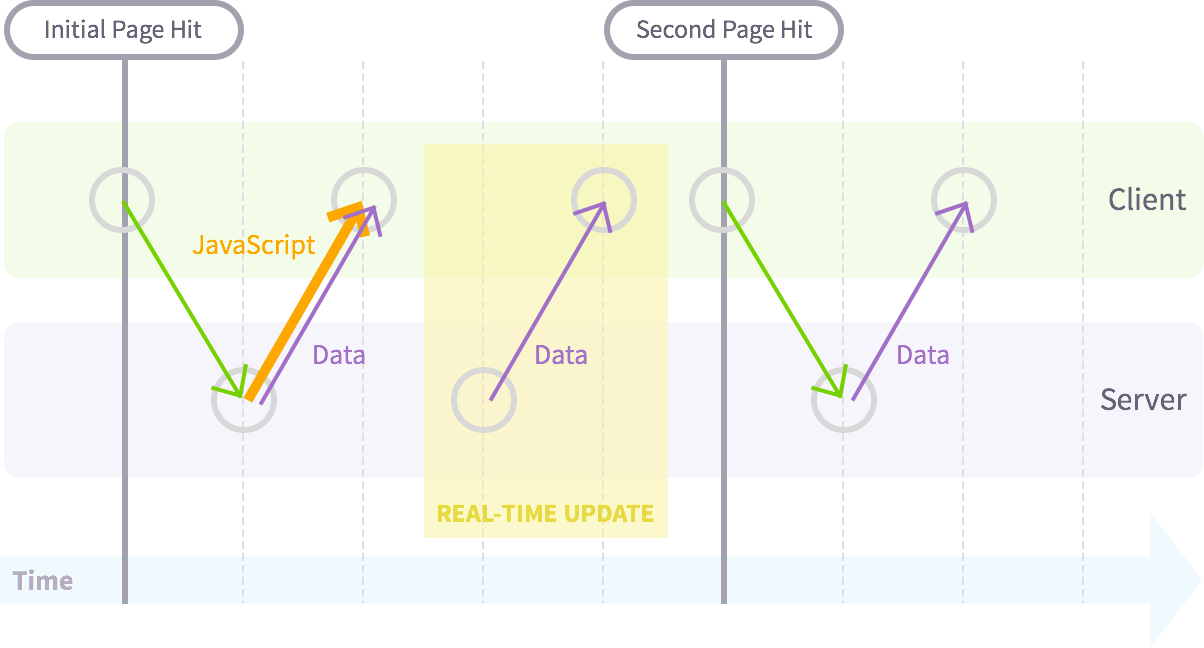 Initial Page Hit
Second Page Hit
Client
JavaScript
Data
Data
Data
Server
REAL-TIME UPDATE
Time